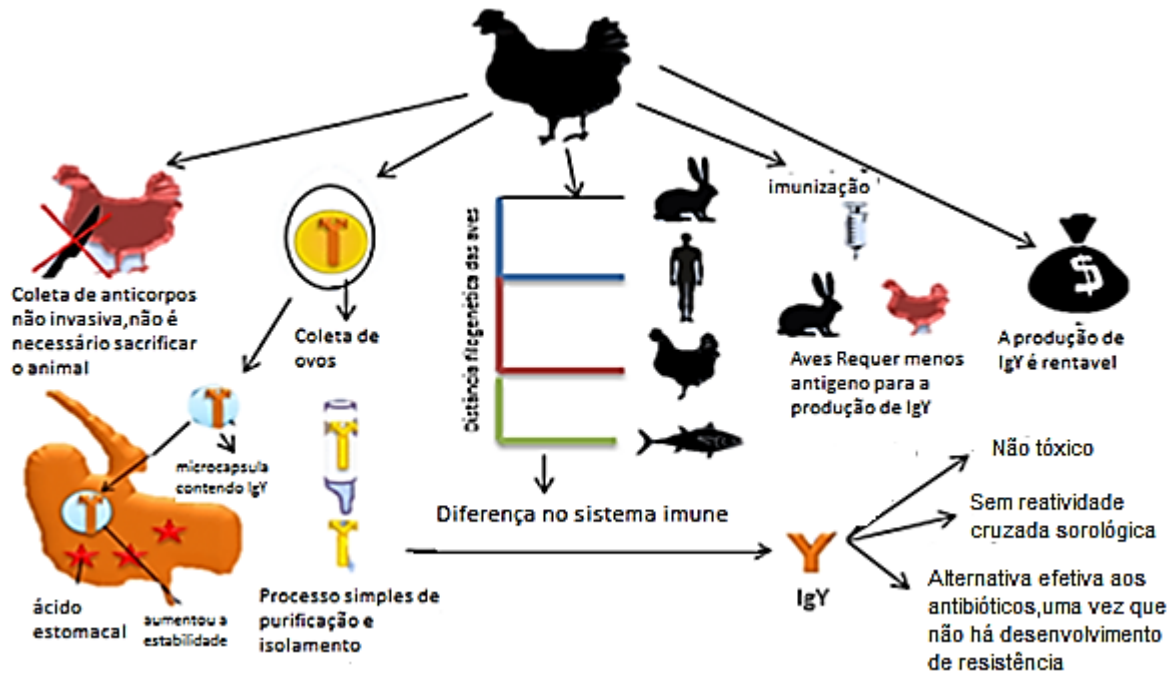 imunização
Distância filogenética das aves
$
Coleta de anticorpos
não invasiva,não é
necessário sacrificar
o animal
Coleta de
ovos
A produção de
IgY é rentavel
Aves Requer menos
antigeno para a
produção de IgY
microcapsula
contendo IgY
Diferença no sistema imune
ácido
estomacal
aumentou a
estabilidade
Processo simples de
purificação e
isolamento
IgY
Não tóxico
Sem reatividade
cruzada sorológica
Alternativa efetiva aos
antibióticos,uma vez que
não há desenvolvimento
de resistência